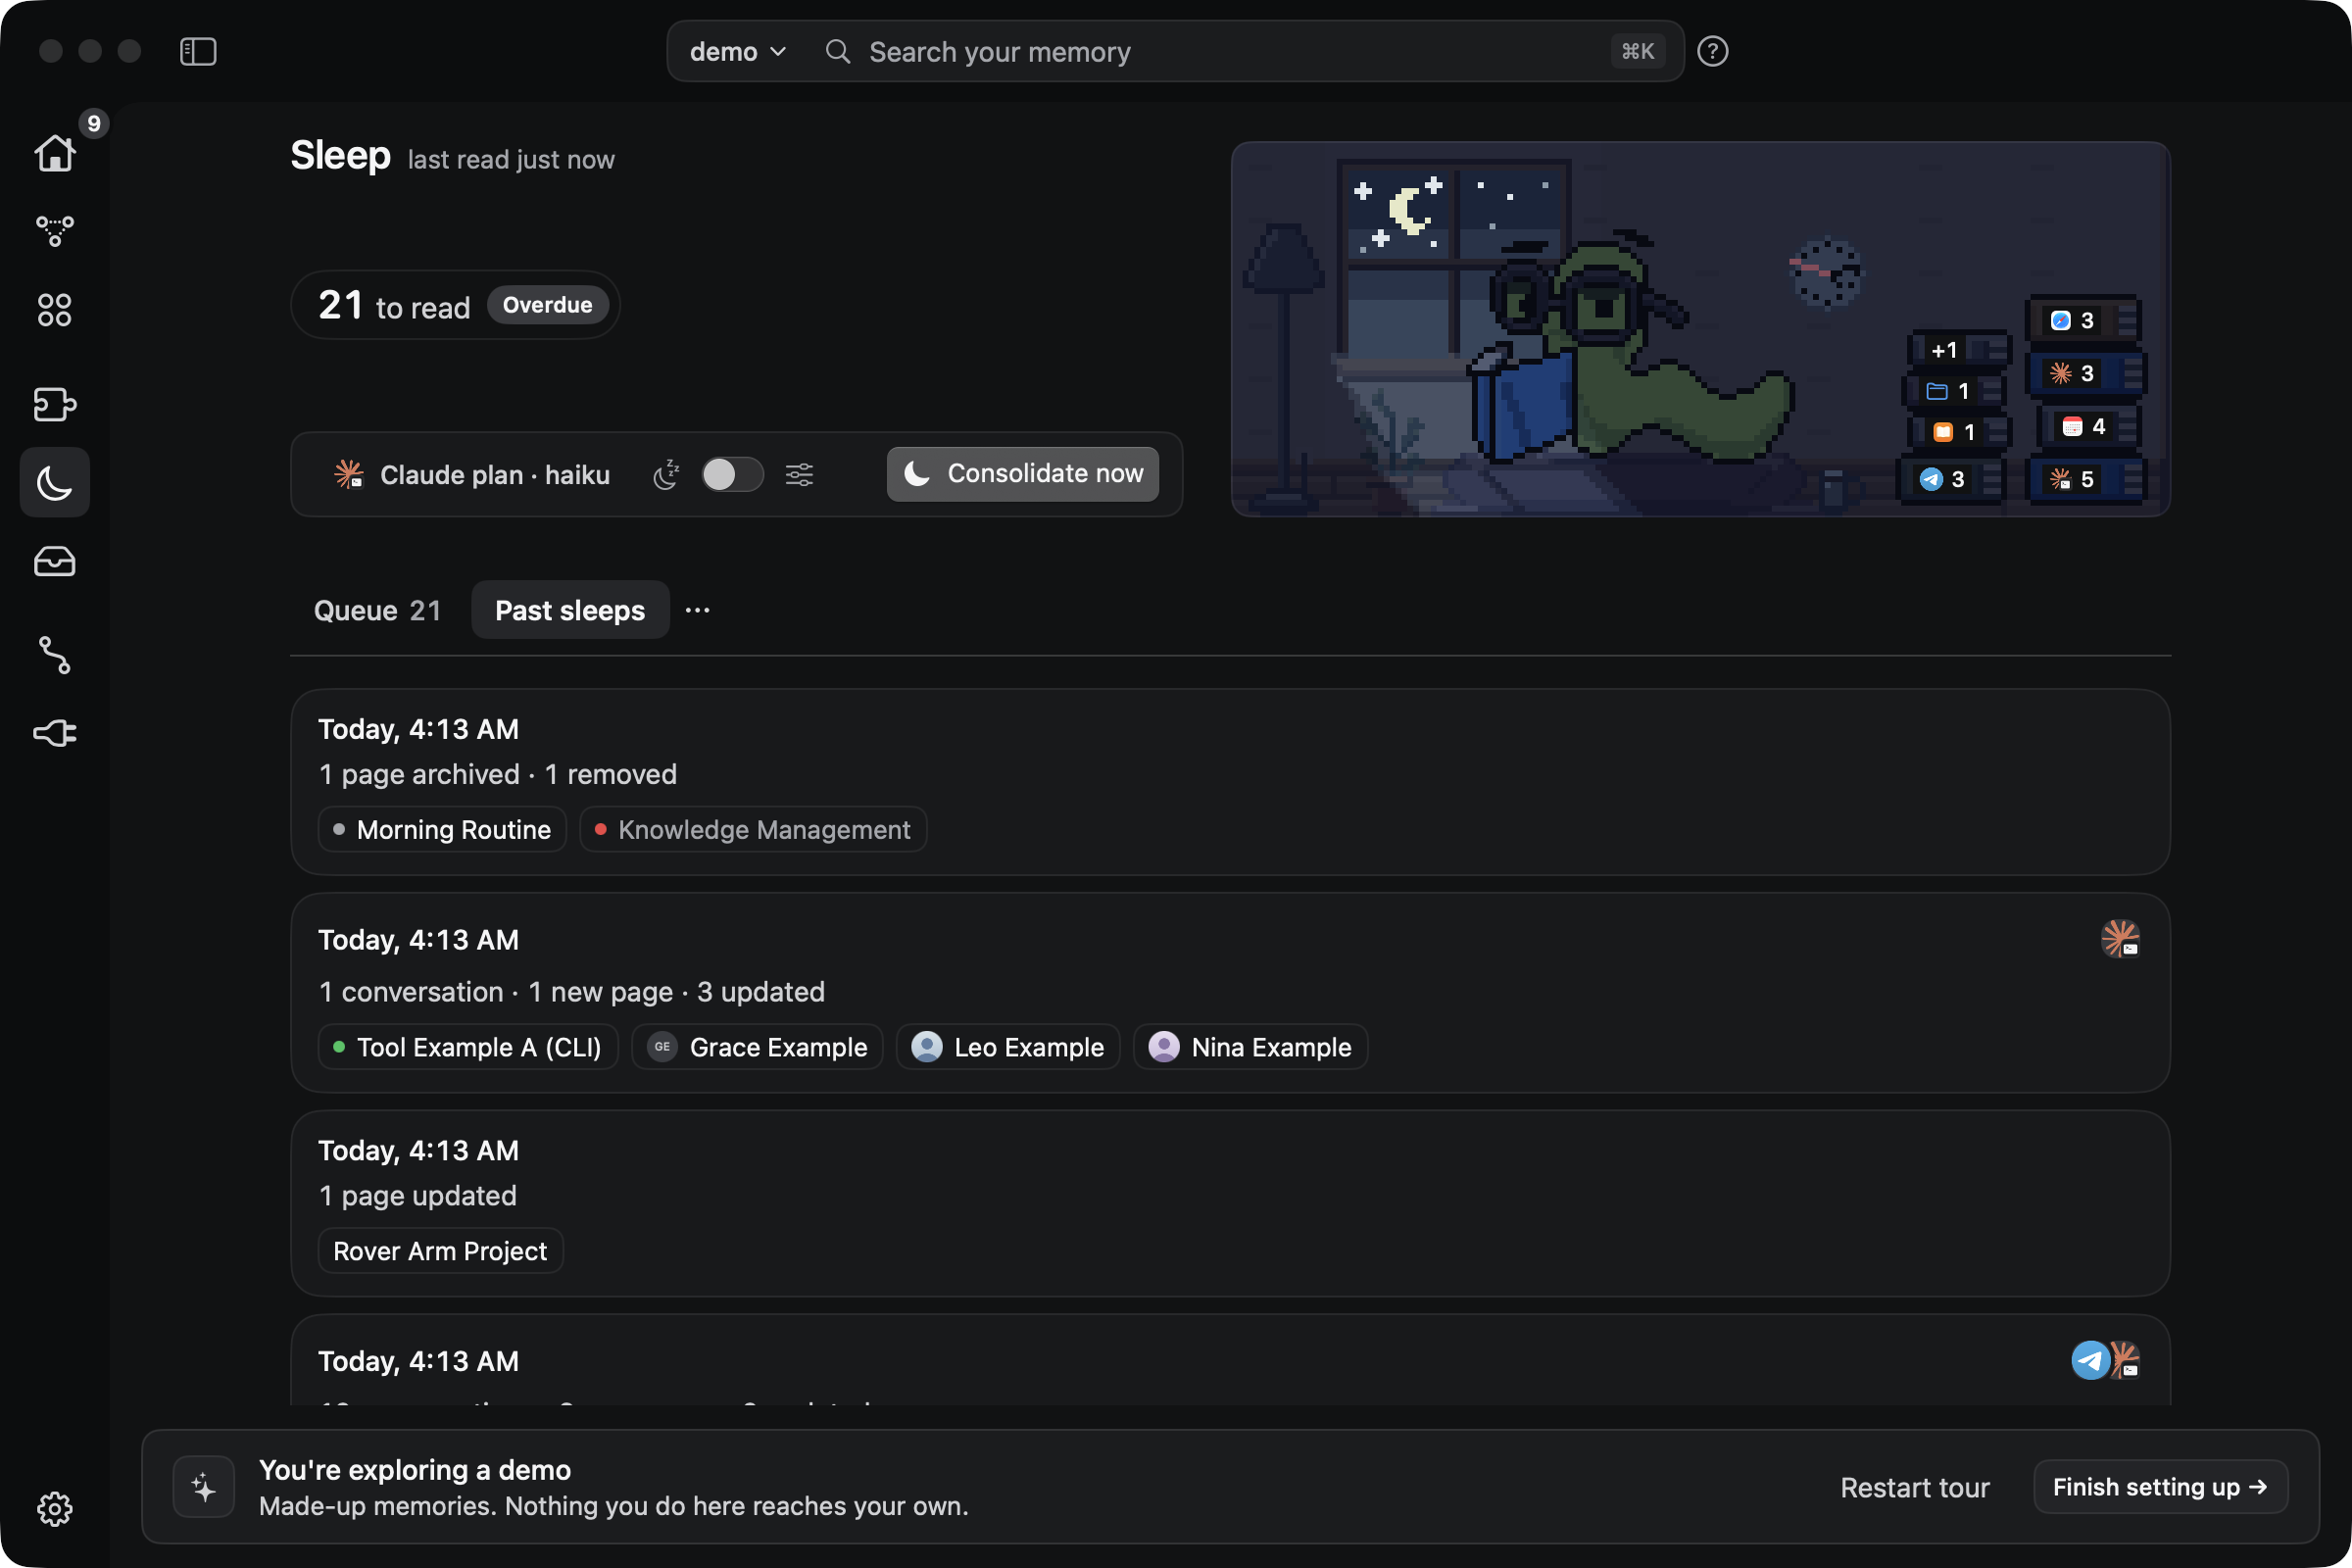 demo
Search your memory
⌘K
?
9
Sleep last read just now
21 to read Overdue
Claude plan · haiku
Consolidate now
+1
1
1
3
3
3
4
5
Queue 21
Past sleeps
Today, 4:13 AM
1 page archived · 1 removed
Morning Routine
Knowledge Management
Today, 4:13 AM
1 conversation · 1 new page · 3 updated
Tool Example A (CLI)
GE Grace Example
Leo Example
Nina Example
Today, 4:13 AM
1 page updated
Rover Arm Project
Today, 4:13 AM
You're exploring a demo
Made-up memories. Nothing you do here reaches your own.
Restart tour
Finish setting up →